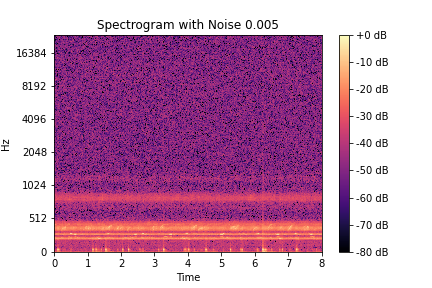 Spectrogram with Noise 0.005
+0 dB
16384
-10 dB
8192
-20 dB
4096
-30 dB
Hz
2048
-40 dB
-50 dB
1024
-60 dB
512
-70 dB
0
-80 dB
0 1 2 3 4 5 6 7 8
Time